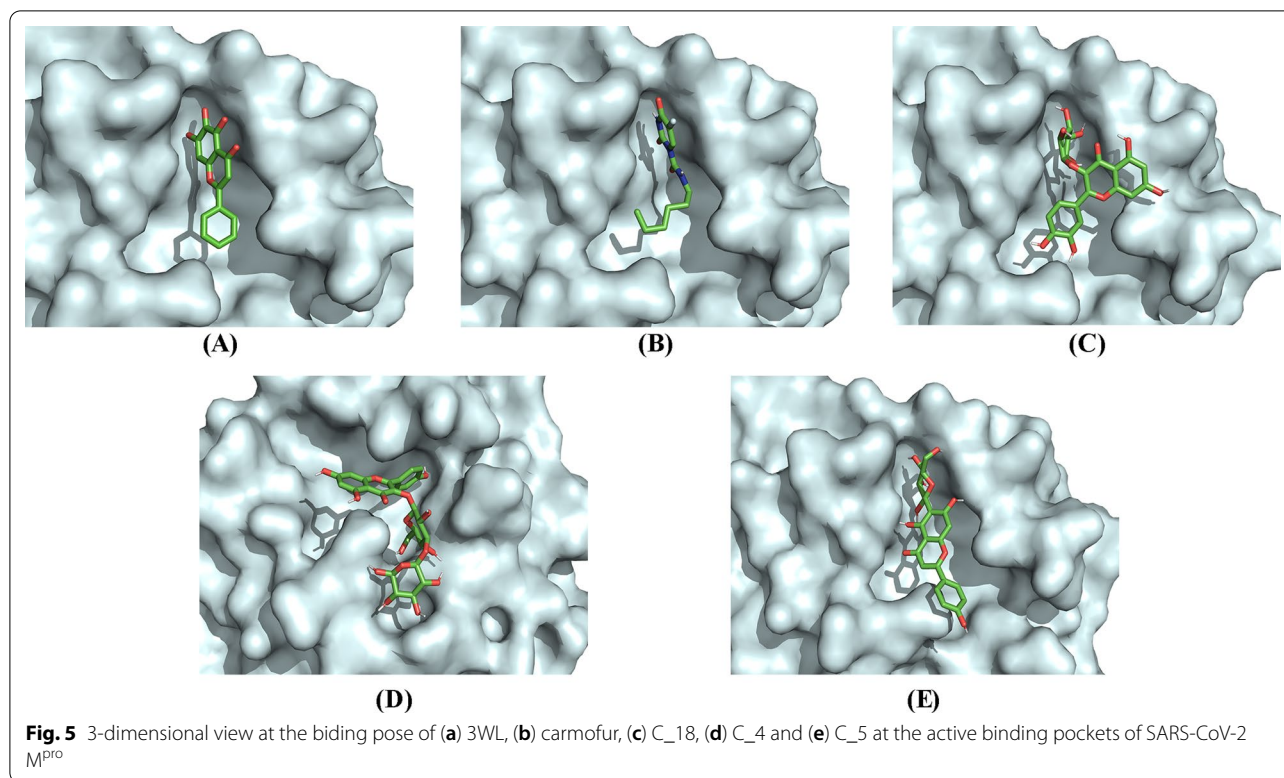 (A)
(B)
(C)
(D)
(E)
Fig. 5 3-dimensional view at the biding pose of (a) 3WL, (b) carmofur, (c) C_18, (d) C_4 and (e) C_5 at the active binding pockets of SARS-CoV-2
Mpro